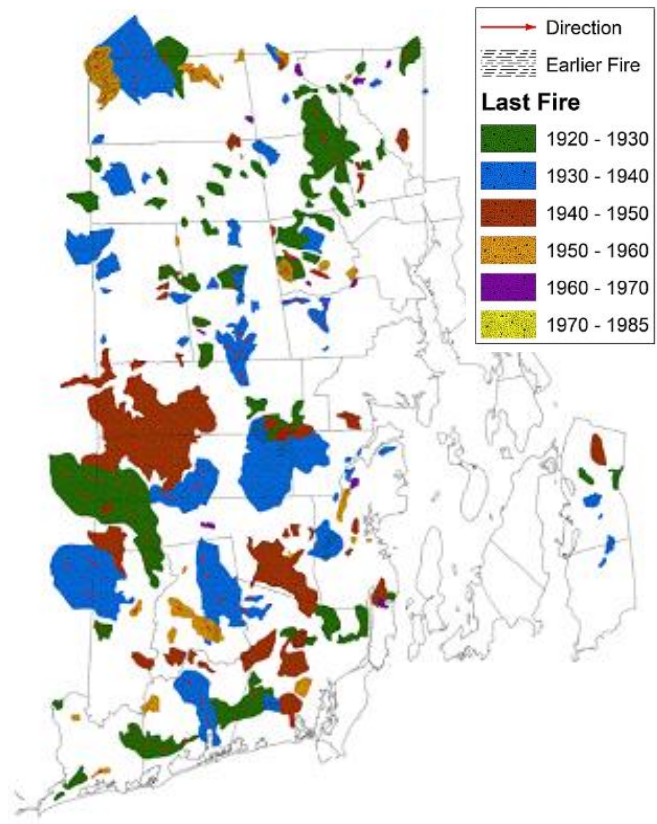 Direction
Earlier Fire
Last Fire
1920 - 1930
1930 - 1940
1940 - 1950
1950 - 1960
1960 - 1970
1970 - 1985